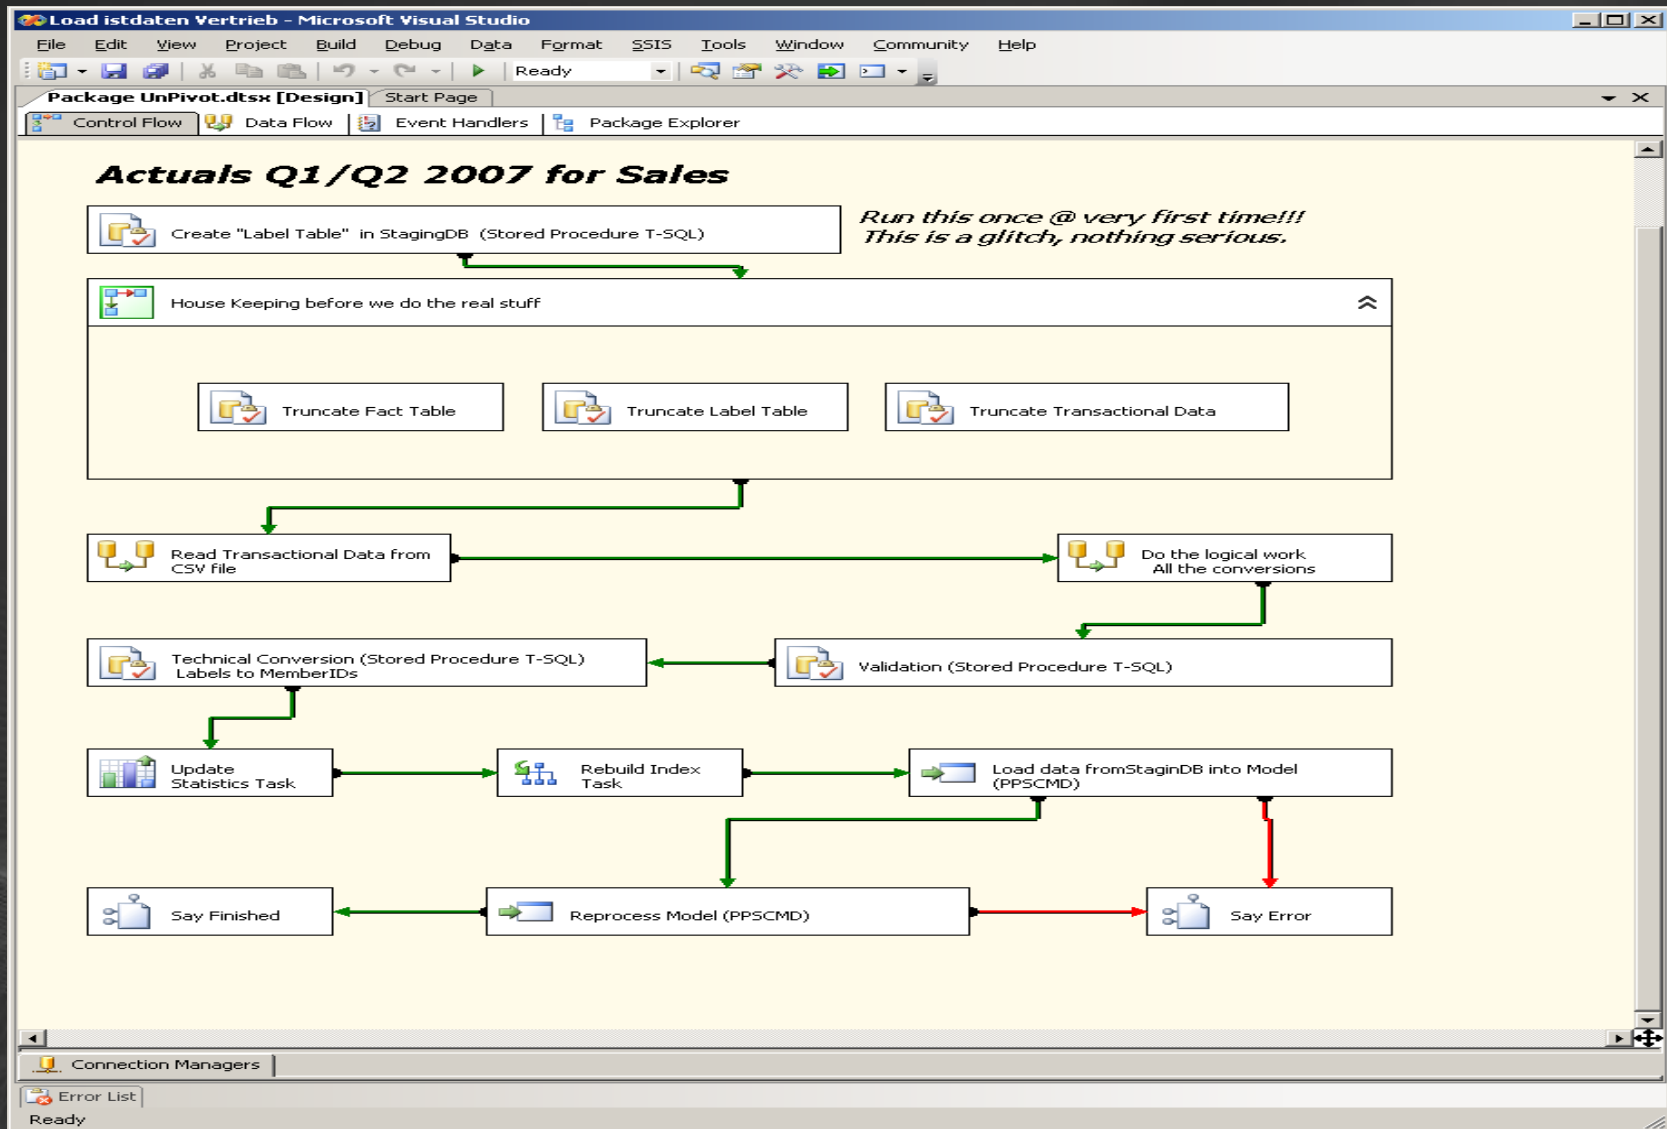 Load istdaten Vertrieb - Microsoft Visual Studio
File Edit View Project Build Debug Data Format SSIS Tools Window Community Help
Ready
Package UnPivot.dtsx [Design] Start Page
Control Flow Data Flow Event Handlers Package Explorer
Actuals Q1/Q2 2007 for Sales
Create "Label Table" in StagingDB (Stored Procedure T-SQL)
Run this once @ very first time!!!
This is a glitch, nothing serious.
House Keeping before we do the real stuff
Truncate Fact Table
Truncate Label Table
Truncate Transactional Data
Read Transactional Data from
CSV file
Do the logical work
All the conversions
Technical Conversion (Stored Procedure T-SQL)
Labels to MemberIDs
Validation (Stored Procedure T-SQL)
Update
Statistics Task
Rebuild Index
Task
Load data fromStaginDB into Model
(PPSCMD)
Say Finished
Reprocess Model (PPSCMD)
Say Error
Connection Managers
Error List
Ready